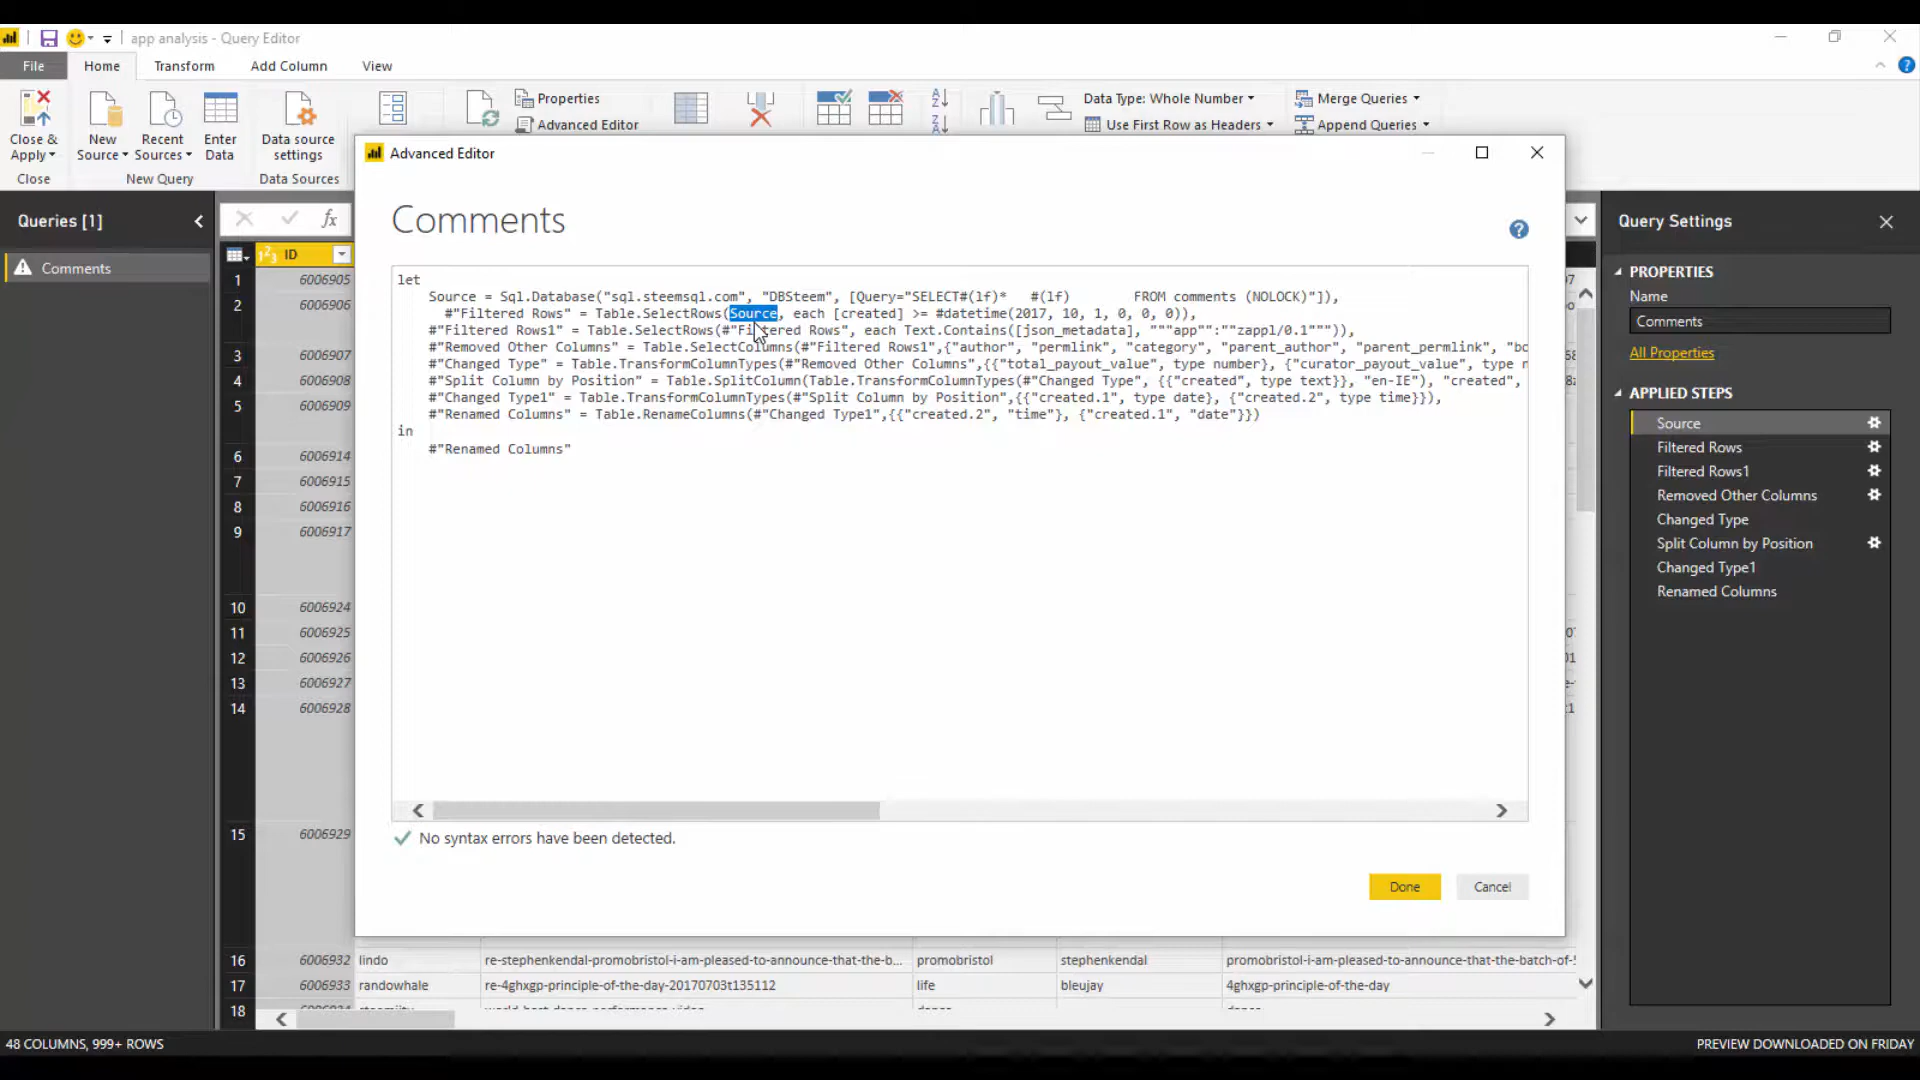 app analysis - Query Editor
File Home Transform Add Column View
Properties
Advanced Editor
Data Type: Whole Number
Use First Row as Headers
Merge Queries
Append Queries
Close & Apply
New Source
Recent Sources
Enter Data
Data source settings
Close
New Query
Data Sources
Queries [1]
Comments
fx
1 2 3 ID
1 6006905
2 6006906
3 6006907
4 6006908
5 6006909
6 6006914
7 6006915
8 6006916
9 6006917
10 6006924
11 6006925
12 6006926
13 6006927
14 6006928
15 6006929
Advanced Editor
Comments
let
Source = Sql.Database("sql.steemsql.com", "DBSteem", [Query="SELECT#(lf)* #(lf) FROM comments (NOLOCK)"]),
#"Filtered Rows" = Table.SelectRows(Source, each [created] >= #datetime(2017, 10, 1, 0, 0, 0)),
#"Filtered Rows1" = Table.SelectRows(#"Filtered Rows", each Text.Contains([json_metadata], """app"":""zappl/0.1""")),
#"Removed Other Columns" = Table.SelectColumns(#"Filtered Rows1",{"author", "permlink", "category", "parent_author", "parent_permlink", "bo
#"Changed Type" = Table.TransformColumnTypes(#"Removed Other Columns",{{"total_payout_value", type number}, {"curator_payout_value", type n
#"Split Column by Position" = Table.SplitColumn(Table.TransformColumnTypes(#"Changed Type", {{"created", type text}}, "en-IE"), "created",
#"Changed Type1" = Table.TransformColumnTypes(#"Split Column by Position",{{"created.1", type date}, {"created.2", type time}}),
#"Renamed Columns" = Table.RenameColumns(#"Changed Type1",{{"created.2", "time"}, {"created.1", "date"}})
in
#"Renamed Columns"
No syntax errors have been detected.
Done
Cancel
16 6006932 lindo re-stephenkendal-promobristol-i-am-pleased-to-announce-that-the-b... promobristol stephenkendal promobristol-i-am-pleased-to-announce-that-the-batch-of-5
17 6006933 randowhale re-4ghxgp-principle-of-the-day-20170703t135112 life bleujay 4ghxgp-principle-of-the-day
18
Query Settings
PROPERTIES
Name
Comments
All Properties
APPLIED STEPS
Source
Filtered Rows
Filtered Rows1
Removed Other Columns
Changed Type
Split Column by Position
Changed Type1
Renamed Columns
48 COLUMNS, 999+ ROWS
PREVIEW DOWNLOADED ON FRIDAY